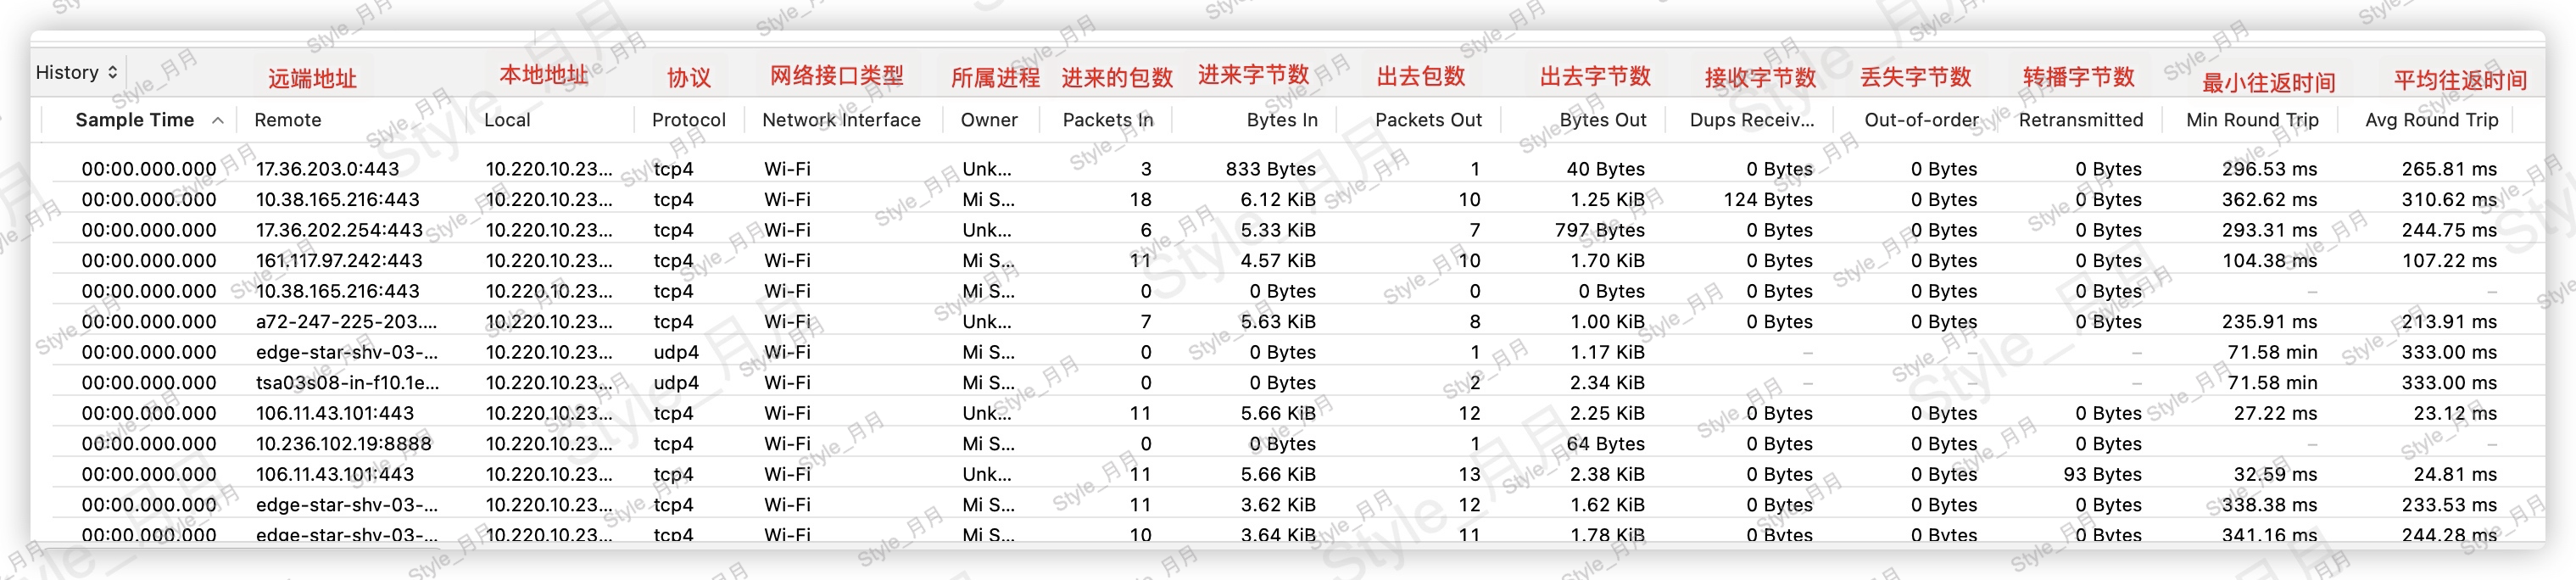 History 远端地址 本地地址 协议 网络接口类型 所属进程 进来的包数 进来字节数 出去包数 出去字节数 接收字节数 丢失字节数 转播字节数 最小往返时间 平均往返时间
Sample Time Remote Local Protocol Network Interface Owner Packets In Bytes In Packets Out Bytes Out Dups Receiv... Out-of-order Retransmitted Min Round Trip Avg Round Trip
00:00.000.000 17.36.203.0:443 10.220.10.23... tcp4 Wi-Fi Unk... 3 833 Bytes 1 40 Bytes 0 Bytes 0 Bytes 0 Bytes 296.53 ms 265.81 ms
00:00.000.000 10.38.165.216:443 10.220.10.23... tcp4 Wi-Fi Mi S... 18 6.12 KiB 10 1.25 KiB 124 Bytes 0 Bytes 0 Bytes 362.62 ms 310.62 ms
00:00.000.000 17.36.202.254:443 10.220.10.23... tcp4 Wi-Fi Unk... 6 5.33 KiB 7 797 Bytes 0 Bytes 0 Bytes 0 Bytes 293.31 ms 244.75 ms
00:00.000.000 161.117.97.242:443 10.220.10.23... tcp4 Wi-Fi Mi S... 11 4.57 KiB 10 1.70 KiB 0 Bytes 0 Bytes 0 Bytes 104.38 ms 107.22 ms
00:00.000.000 10.38.165.216:443 10.220.10.23... tcp4 Wi-Fi Mi S... 0 0 Bytes 0 0 Bytes 0 Bytes 0 Bytes 0 Bytes – –
00:00.000.000 a72-247-225-203.... 10.220.10.23... tcp4 Wi-Fi Unk... 7 5.63 KiB 8 1.00 KiB 0 Bytes 0 Bytes 0 Bytes 235.91 ms 213.91 ms
00:00.000.000 edge-star-shv-03-... 10.220.10.23... udp4 Wi-Fi Mi S... 0 0 Bytes 1 1.17 KiB – – – 71.58 min 333.00 ms
00:00.000.000 tsa03s08-in-f10.1e... 10.220.10.23... udp4 Wi-Fi Mi S... 0 0 Bytes 2 2.34 KiB – – – 71.58 min 333.00 ms
00:00.000.000 106.11.43.101:443 10.220.10.23... tcp4 Wi-Fi Unk... 11 5.66 KiB 12 2.25 KiB 0 Bytes 0 Bytes 0 Bytes 27.22 ms 23.12 ms
00:00.000.000 10.236.102.19:8888 10.220.10.23... tcp4 Wi-Fi Mi S... 0 0 Bytes 1 64 Bytes 0 Bytes 0 Bytes 0 Bytes – –
00:00.000.000 106.11.43.101:443 10.220.10.23... tcp4 Wi-Fi Unk... 11 5.66 KiB 13 2.38 KiB 0 Bytes 0 Bytes 93 Bytes 32.59 ms 24.81 ms
00:00.000.000 edge-star-shv-03-... 10.220.10.23... tcp4 Wi-Fi Mi S... 11 3.62 KiB 12 1.62 KiB 0 Bytes 0 Bytes 0 Bytes 338.38 ms 233.53 ms
00:00.000.000 edge-star-shv-03-... 10.220.10.23... tcp4 Wi-Fi Mi S... 10 3.64 KiB 11 1.78 KiB 0 Bytes 0 Bytes 0 Bytes 341.16 ms 244.28 ms
Style_月月